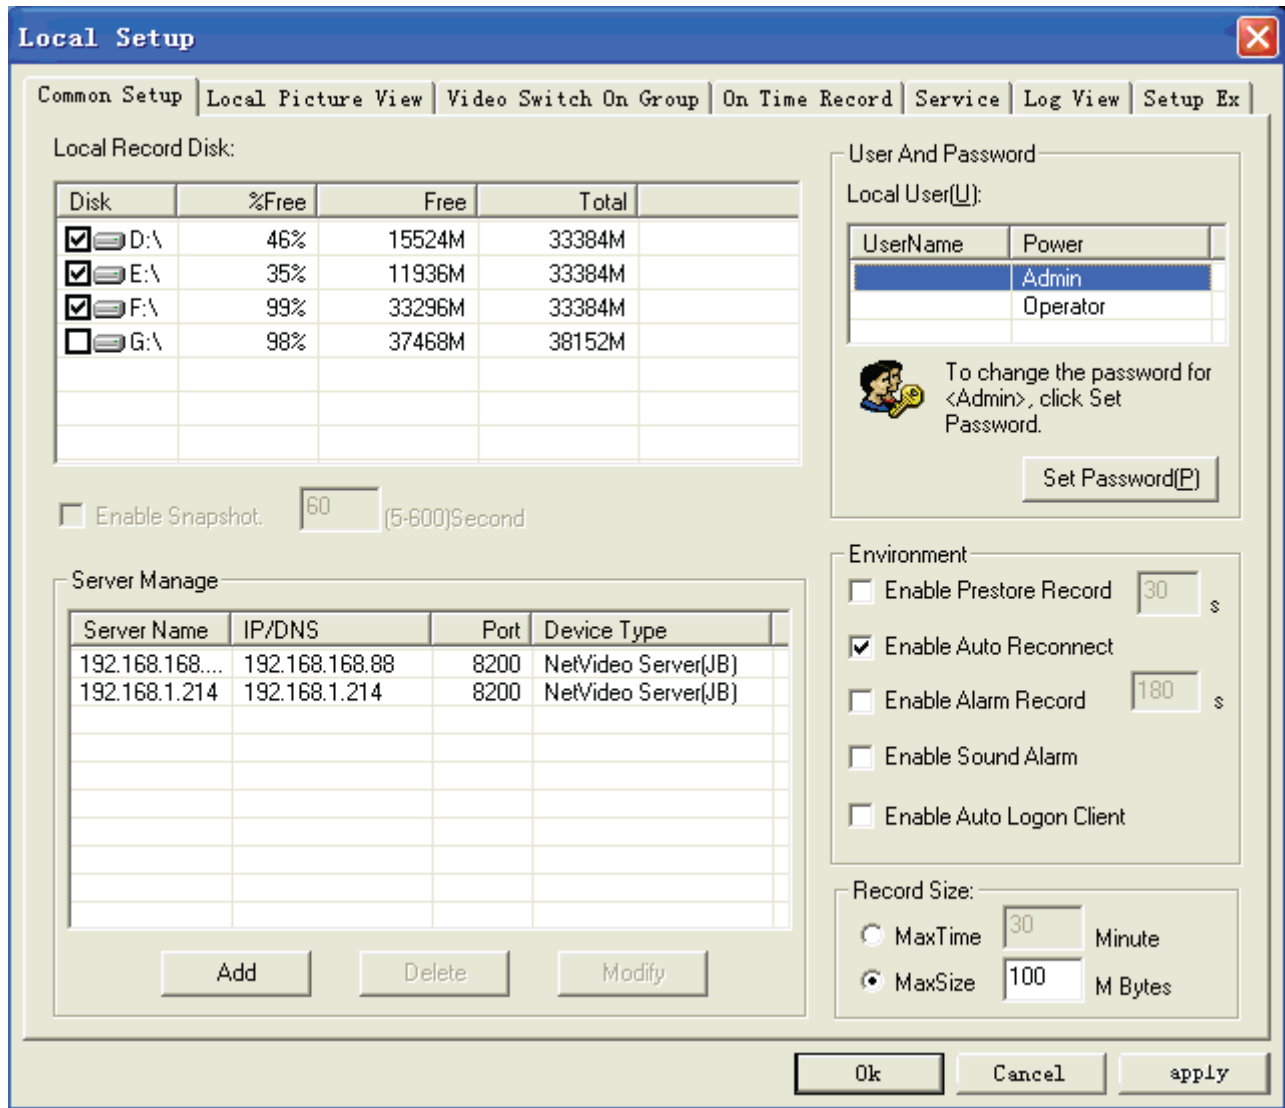 Local Setup
Common Setup Local Picture View Video Switch On Group On Time Record Service Log View Setup Ex
Local Record Disk:
Disk %Free Free Total
D:\ 46% 15524M 33384M
E:\ 35% 11936M 33384M
F:\ 99% 33296M 33384M
G:\ 98% 37468M 38152M
Enable Snapshot. 60 (5-600)Second
Server Manage
Server Name IP/DNS Port Device Type
192.168.168.... 192.168.168.88 8200 NetVideo Server(JB)
192.168.1.214 192.168.1.214 8200 NetVideo Server(JB)
Add Delete Modify
User And Password
Local User(U):
UserName Power
Admin
Operator
To change the password for
<Admin>, click Set
Password.
Set Password(P)
Environment
Enable Prestore Record 30 s
Enable Auto Reconnect
Enable Alarm Record 180 s
Enable Sound Alarm
Enable Auto Logon Client
Record Size:
MaxTime 30 Minute
MaxSize 100 M Bytes
Ok Cancel apply